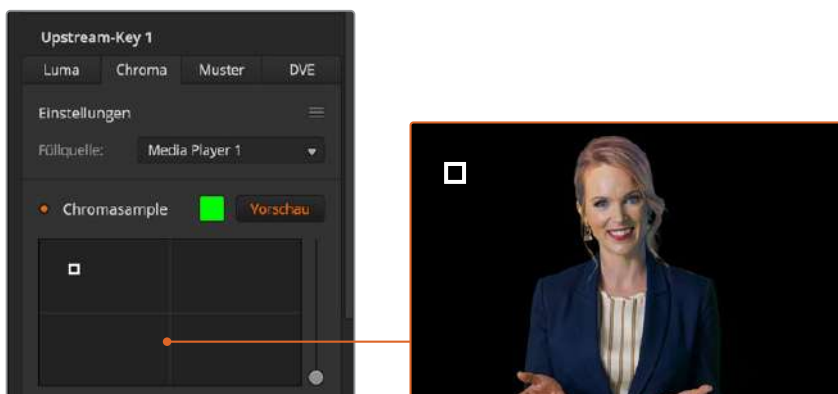 Upstream-Key 1
Luma Chroma Muster DVE
Einstellungen
Füllquelle: Media Player 1
Chromasample Vorschau